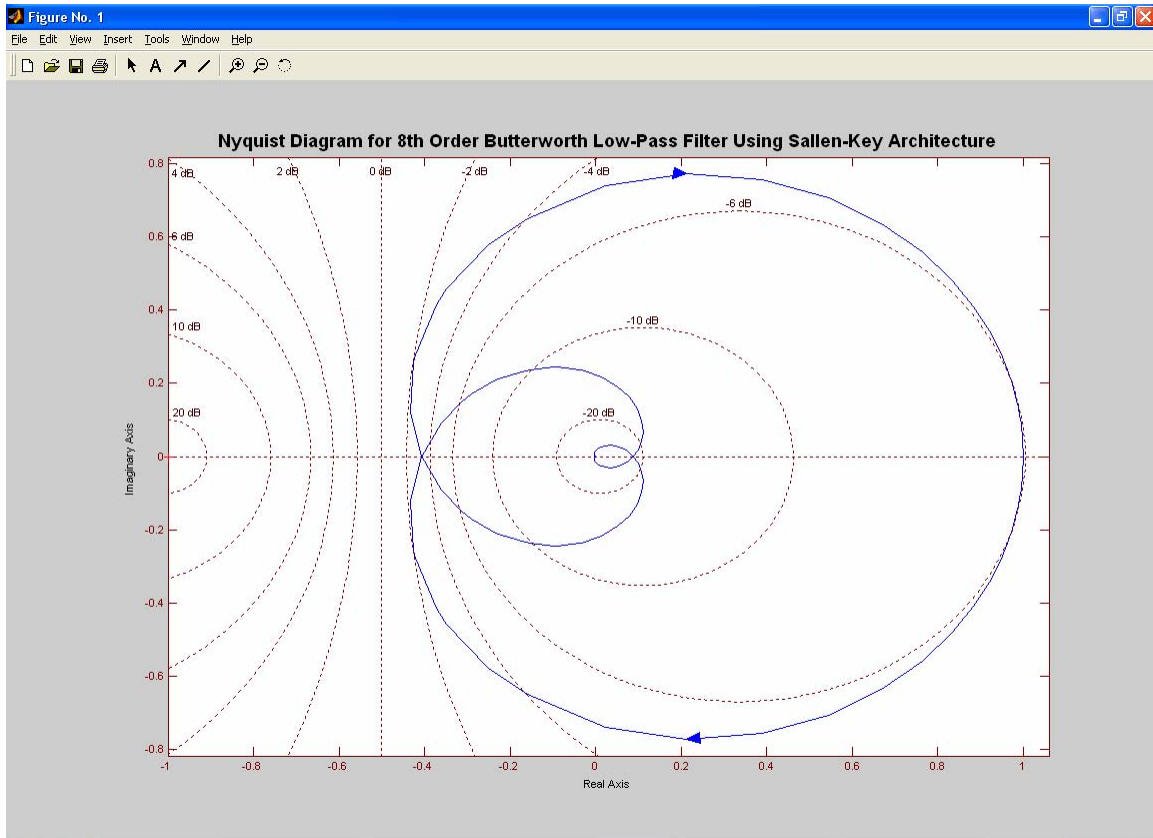 Figure No. 1
File Edit View Insert Tools Window Help
Nyquist Diagram for 8th Order Butterworth Low-Pass Filter Using Sallen-Key Architecture
4 dB 2 dB 0 dB -2 dB -4 dB
6 dB
-6 dB
10 dB
-10 dB
20 dB
-20 dB
0.8
0.6
0.4
0.2
0
-0.2
-0.4
-0.6
-0.8
Imaginary Axis
-1 -0.8 -0.6 -0.4 -0.2 0 0.2 0.4 0.6 0.8 1
Real Axis